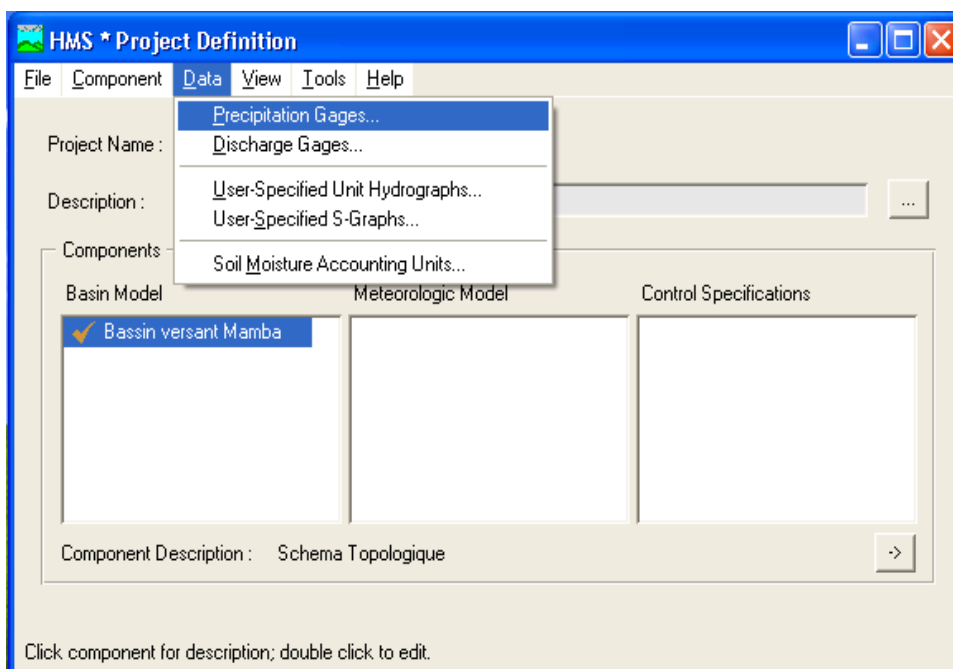 HMS * Project Definition
File Component Data View Tools Help
Precipitation Gages...
Project Name :
Discharge Gages...
User-Specified Unit Hydrographs...
Description :
...
User-Specified S-Graphs...
Components
Soil Moisture Accounting Units...
Basin Model Meteorologic Model Control Specifications
Bassin versant Mamba
Component Description : Schema Topologique
->
Click component for description; double click to edit.